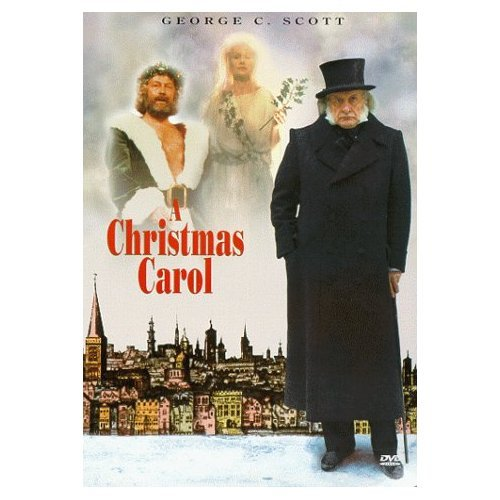 GEORGE C. SCOTT
A
Christmas
Carol
DVD